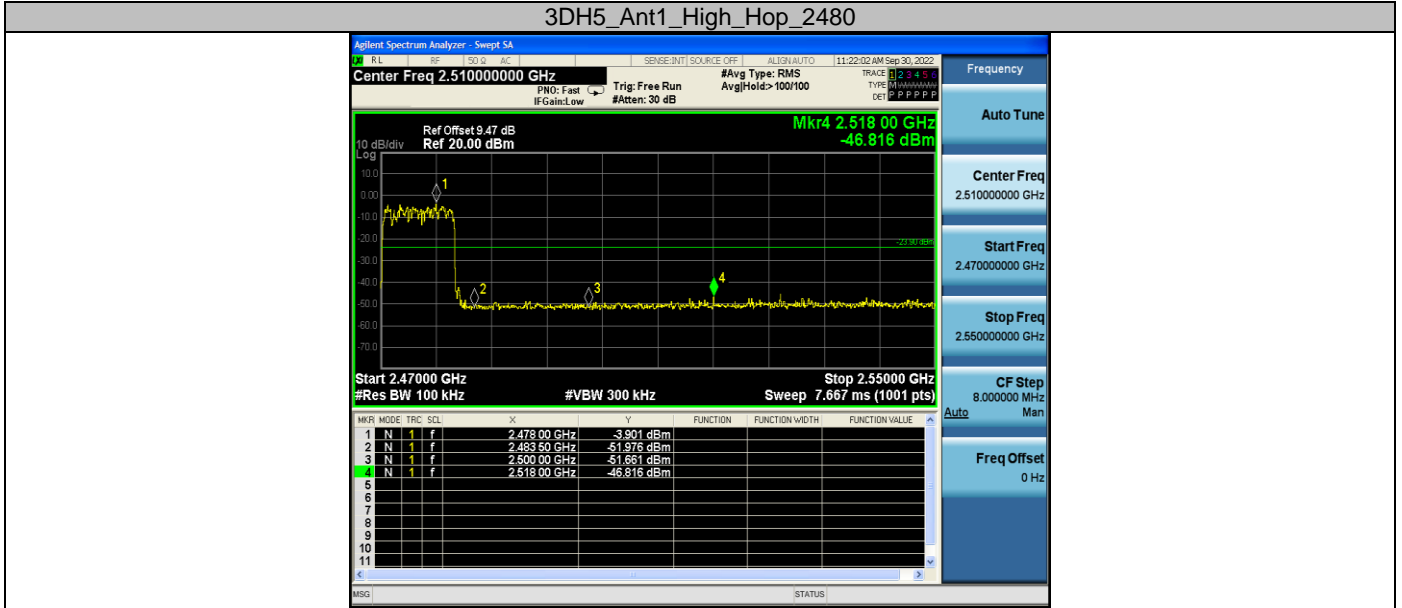 3DH5_Ant1_High_Hop_2480
Agilent Spectrum Analyzer - Swept SA
RL RF 50 Ω AC SENSE:INT SOURCE OFF ALIGNAUTO 11:22:02 AM Sep 30, 2022
Center Freq 2.510000000 GHz #Avg Type: RMS TRACE 1 2 3 4 5 6
PNO: Fast Trig: Free Run Avg|Hold:>100/100 TYPE M
IFGain:Low #Atten: 30 dB DET P P P P P P
Mkr4 2.518 00 GHz
Ref Offset 9.47 dB
10 dB/div Ref 20.00 dBm -46.816 dBm
Log
10.0
1
0.00
-10.0
-20.0
-23.90 dBm
-30.0
-40.0
2 3 4
-50.0
-60.0
-70.0
Start 2.47000 GHz Stop 2.55000 GHz
#Res BW 100 kHz #VBW 300 kHz Sweep 7.667 ms (1001 pts)
MKR MODE TRC SCL X Y FUNCTION FUNCTION WIDTH FUNCTION VALUE
1 N 1 f 2.478 00 GHz -3.901 dBm
2 N 1 f 2.483 50 GHz -51.976 dBm
3 N 1 f 2.500 00 GHz -51.661 dBm
4 N 1 f 2.518 00 GHz -46.816 dBm
5
6
7
8
9
10
11
MSG STATUS
Frequency
Auto Tune
Center Freq
2.510000000 GHz
Start Freq
2.470000000 GHz
Stop Freq
2.550000000 GHz
CF Step
8.000000 MHz
Auto Man
Freq Offset
0 Hz